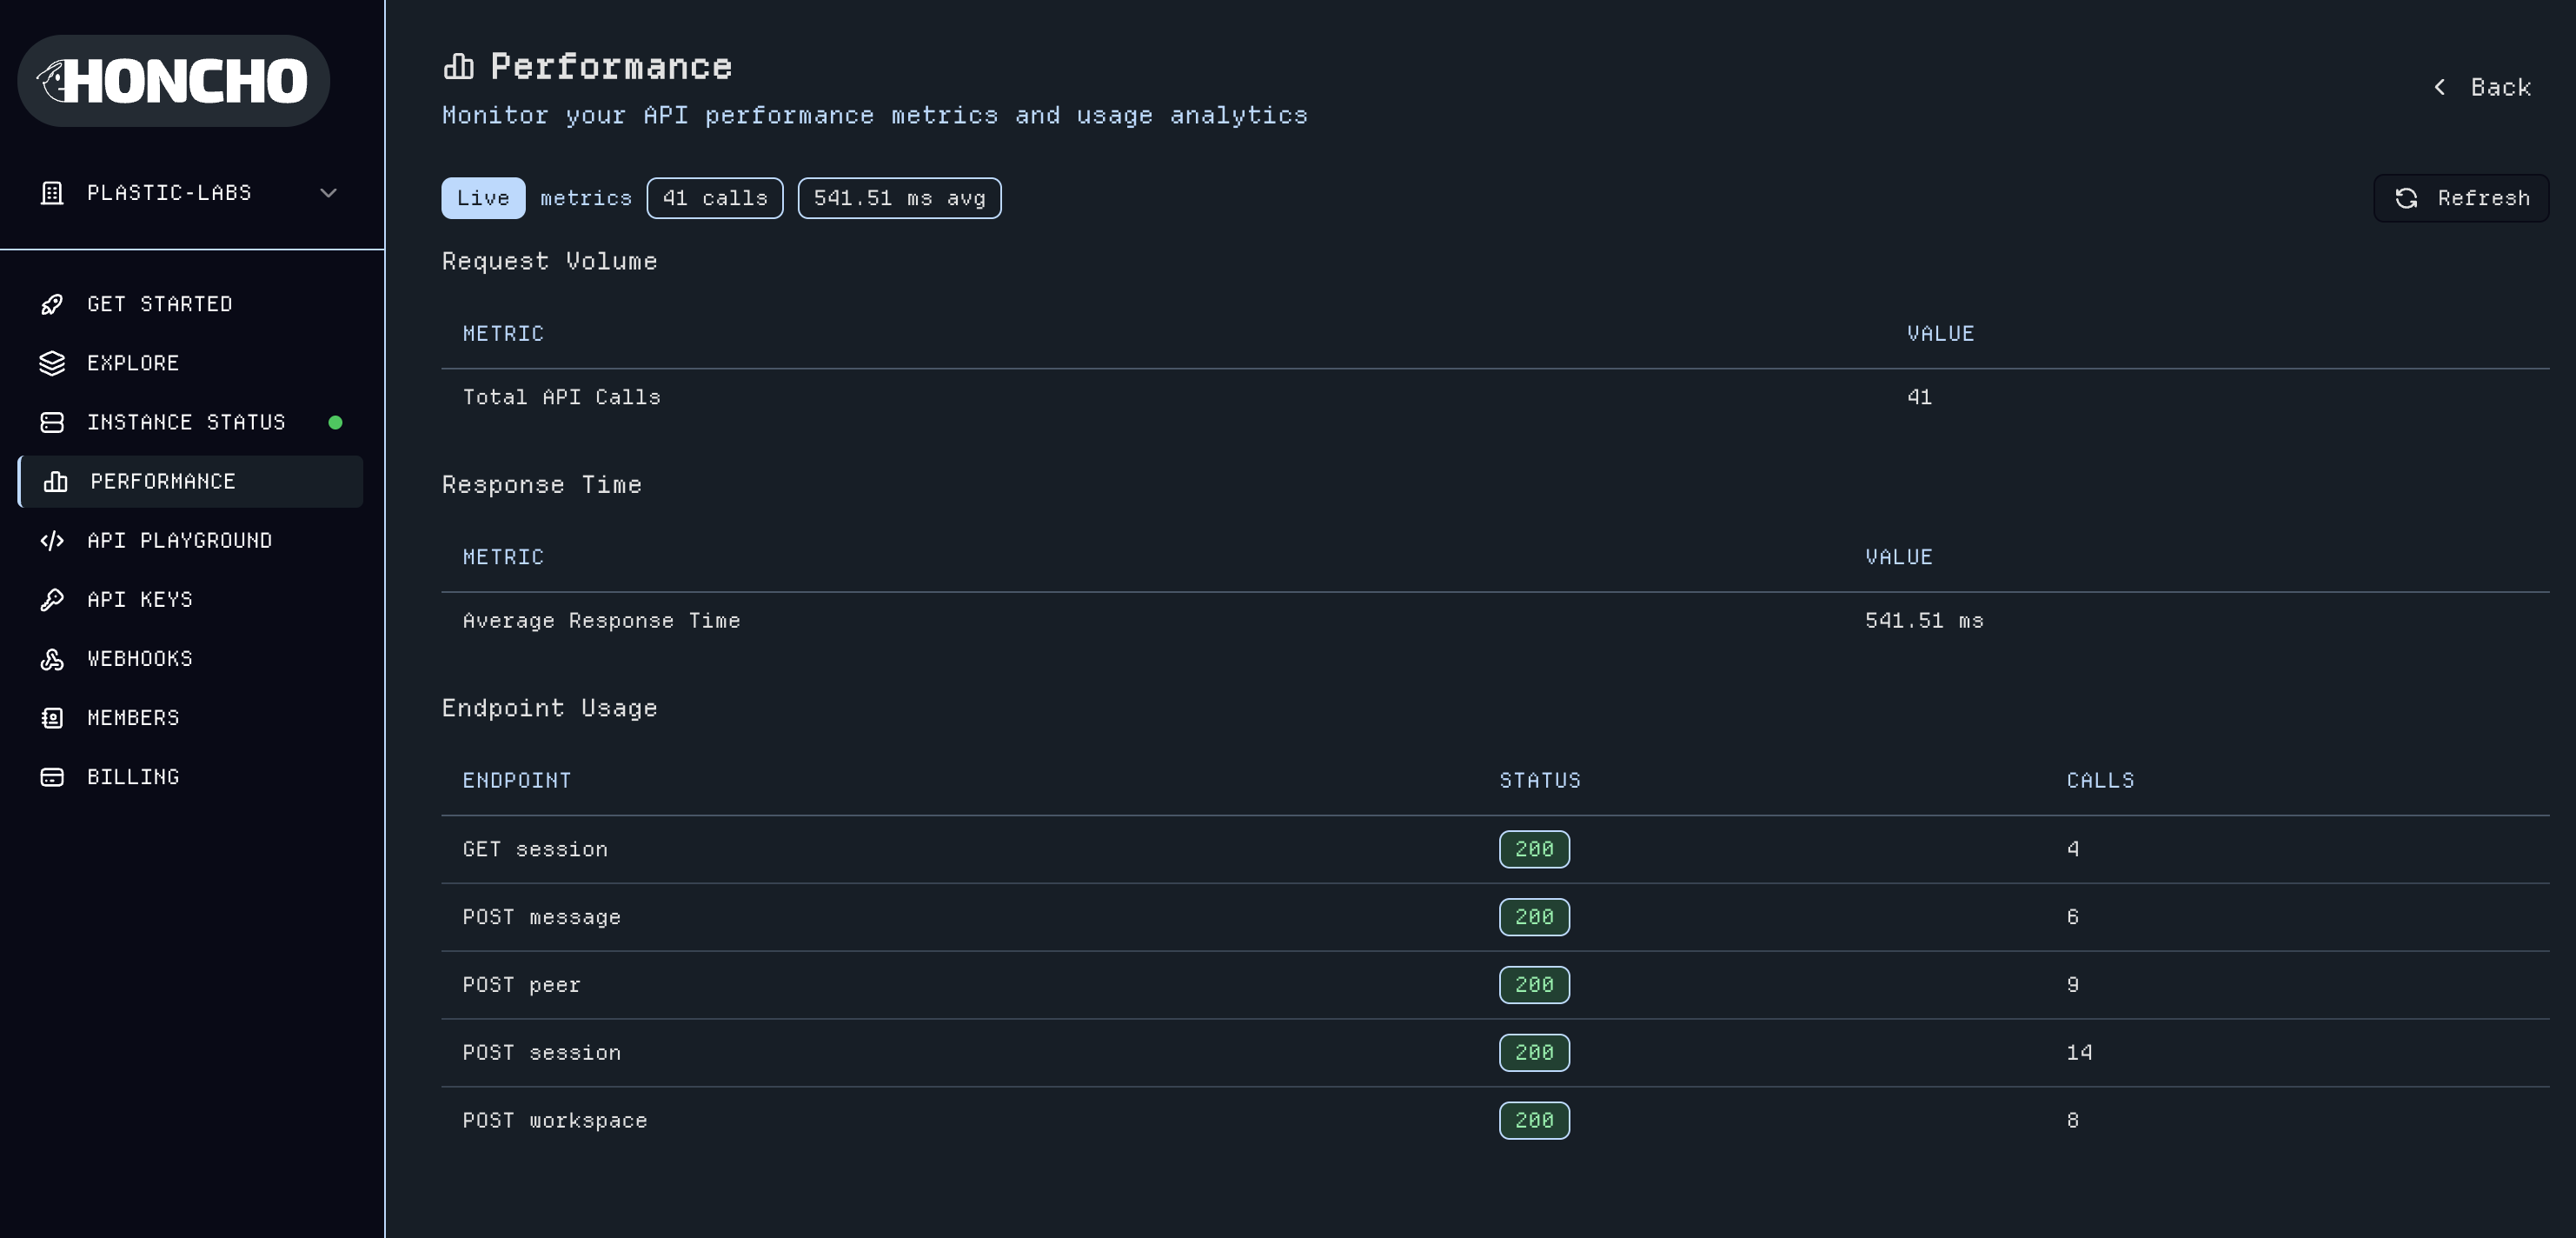 HONCHO
PLASTIC-LABS
GET STARTED
EXPLORE
INSTANCE STATUS
PERFORMANCE
API PLAYGROUND
API KEYS
WEBHOOKS
MEMBERS
BILLING
Performance
Monitor your API performance metrics and usage analytics
Back
Live metrics 41 calls 541.51 ms avg
Refresh
Request Volume
METRIC VALUE
Total API Calls 41
Response Time
METRIC VALUE
Average Response Time 541.51 ms
Endpoint Usage
ENDPOINT STATUS CALLS
GET session 200 4
POST message 200 6
POST peer 200 9
POST session 200 14
POST workspace 200 8